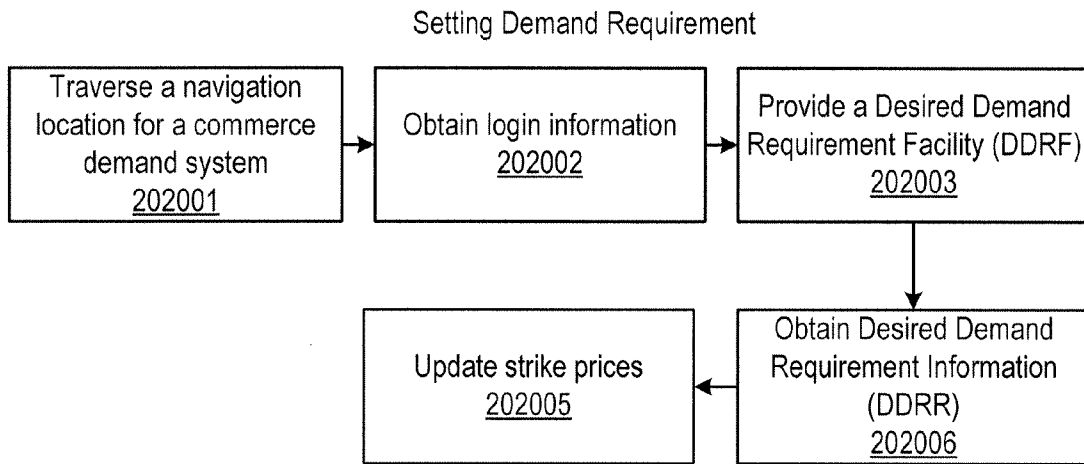 Setting Demand Requirement
Traverse a navigation
location for a commerce
demand system
202001
Obtain login information
202002
Provide a Desired Demand
Requirement Facility (DDRF)
202003
Obtain Desired Demand
Requirement Information
(DDRR)
202006
Update strike prices
202005